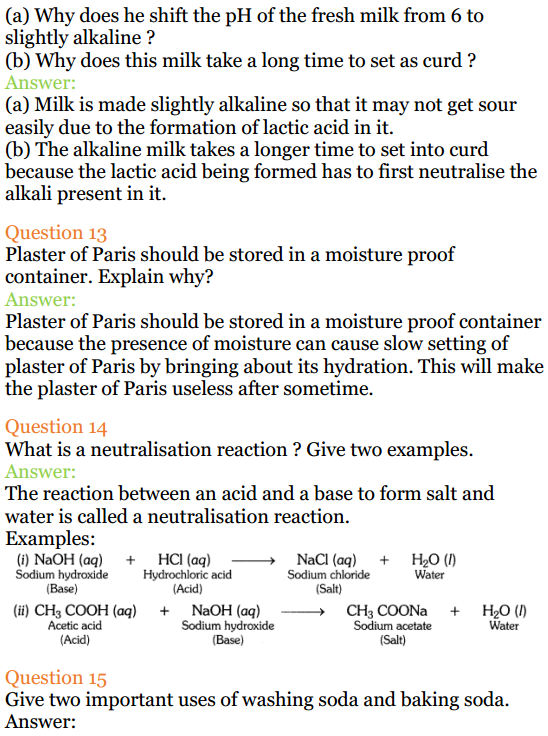 (a) Why does he shift the pH of the fresh milk from 6 to
slightly alkaline ?
(b) Why does this milk take a long time to set as curd ?
Answer:
(a) Milk is made slightly alkaline so that it may not get sour
easily due to the formation of lactic acid in it.
(b) The alkaline milk takes a longer time to set into curd
because the lactic acid being formed has to first neutralise the
alkali present in it.
Question 13
Plaster of Paris should be stored in a moisture proof
container. Explain why?
Answer:
Plaster of Paris should be stored in a moisture proof container
because the presence of moisture can cause slow setting of
plaster of Paris by bringing about its hydration. This will make
the plaster of Paris useless after sometime.
Question 14
What is a neutralisation reaction ? Give two examples.
Answer:
The reaction between an acid and a base to form salt and
water is called a neutralisation reaction.
Examples:
(i) NaOH (aq) + HCl (aq) ⟶ NaCl (aq) + H₂O (l)
Sodium hydroxide Hydrochloric acid Sodium chloride Water
(Base) (Acid) (Salt)
(ii) CH₃ COOH (aq) + NaOH (aq) ⟶ CH₃ COONa + H₂O (l)
Acetic acid Sodium hydroxide Sodium acetate Water
(Acid) (Base) (Salt)
Question 15
Give two important uses of washing soda and baking soda.
Answer: